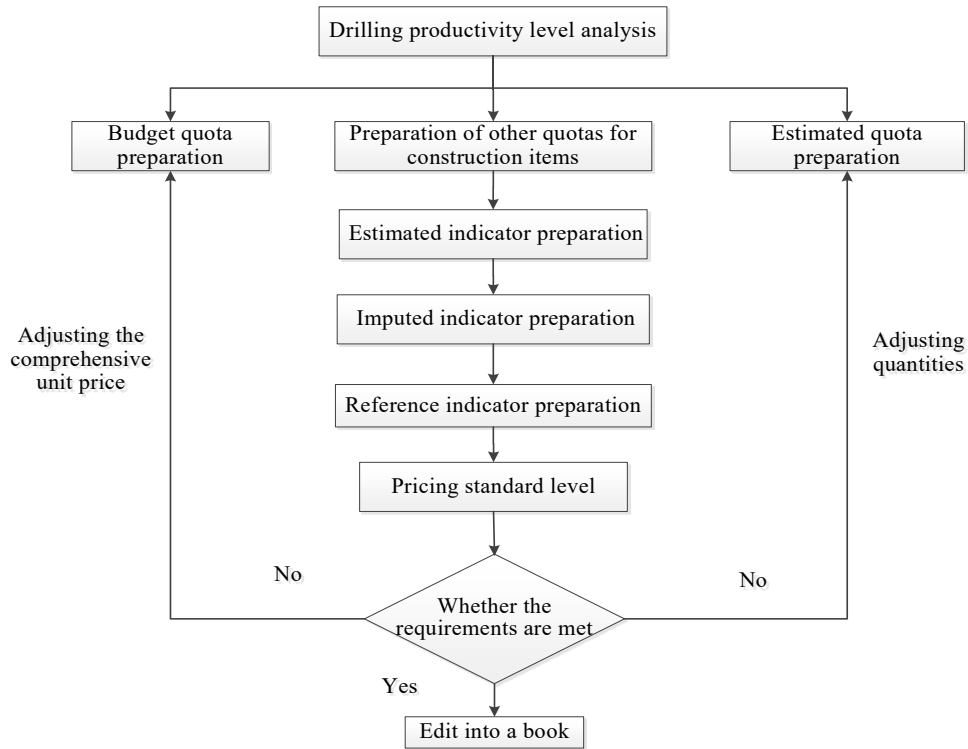 Drilling productivity level analysis
Budget quota
preparation
Preparation of other quotas for
construction items
Estimated quota
preparation
Estimated indicator preparation
Imputed indicator preparation
Adjusting the
comprehensive
unit price
Adjusting
quantities
Reference indicator preparation
Pricing standard level
No
No
Whether the
requirements are met
Yes
Edit into a book